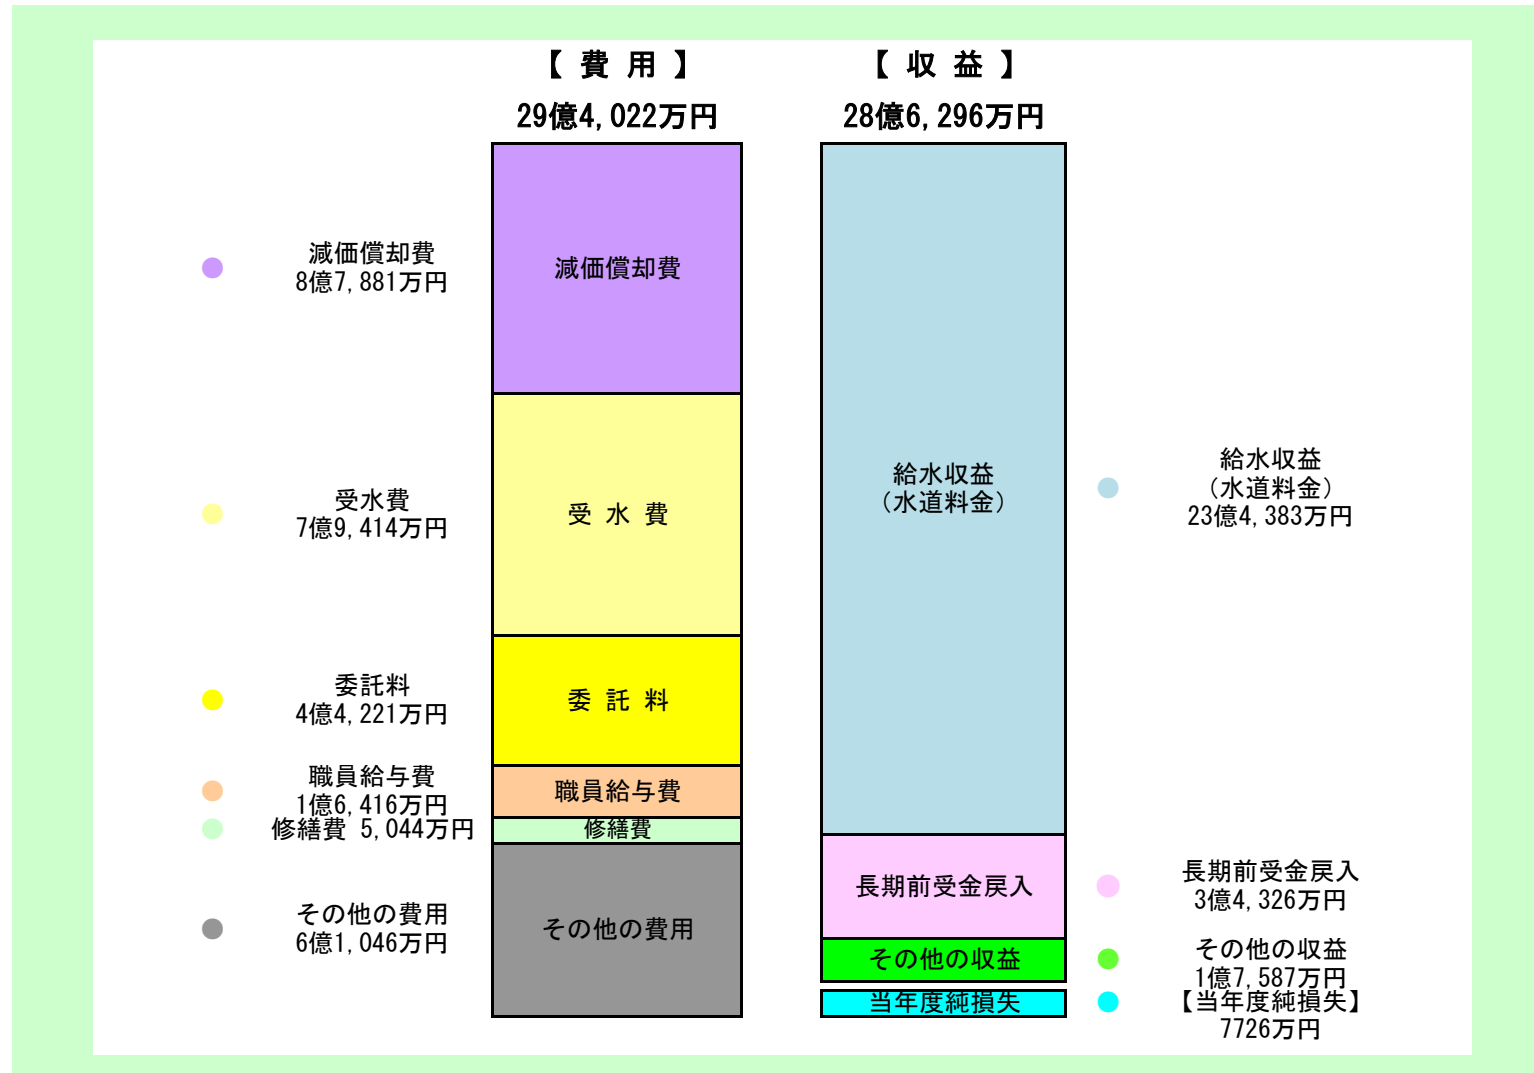 【 費 用 】
29億4,022万円
減価償却費
8億7,881万円
受水費
7億9,414万円
委託料
4億4,221万円
職員給与費
1億6,416万円
修繕費 5,044万円
その他の費用
6億1,046万円
減価償却費
受 水 費
委 託 料
職員給与費
修繕費
その他の費用
【 収 益 】
28億6,296万円
給水収益
（水道料金）
長期前受金戻入
その他の収益
当年度純損失
給水収益
（水道料金）
23億4,383万円
長期前受金戻入
3億4,326万円
その他の収益
1億7,587万円
【当年度純損失】
7726万円